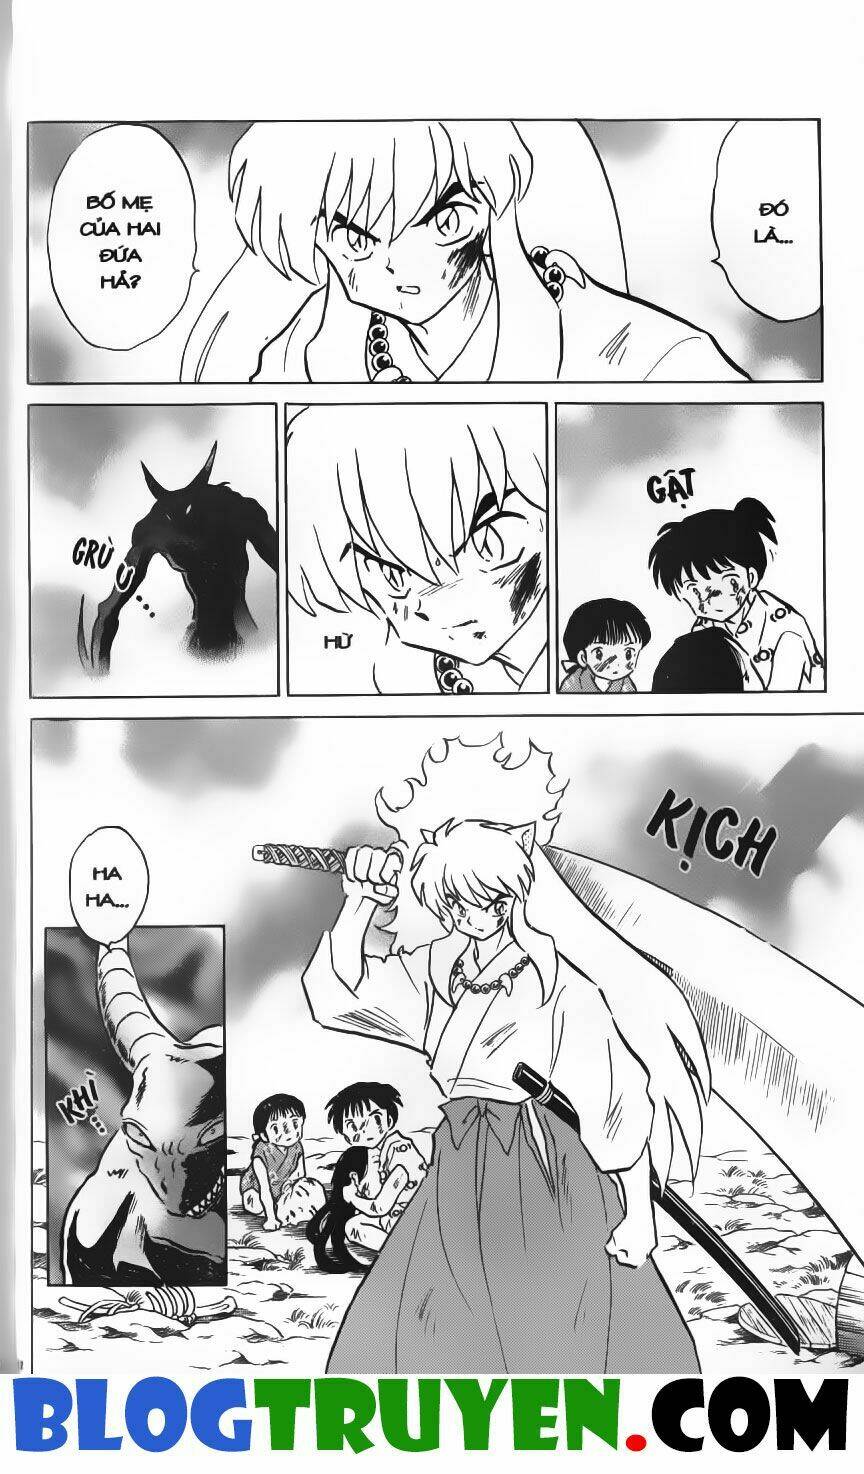 ĐÓ
LÀ...
BỐ MẸ
CỦA HAI
ĐỨA
HẢ?
GẬT
HỪ
GRÙ Ù...
KỊCH
HA
HA...
KHÌ...
BLOGTRUYEN.COM